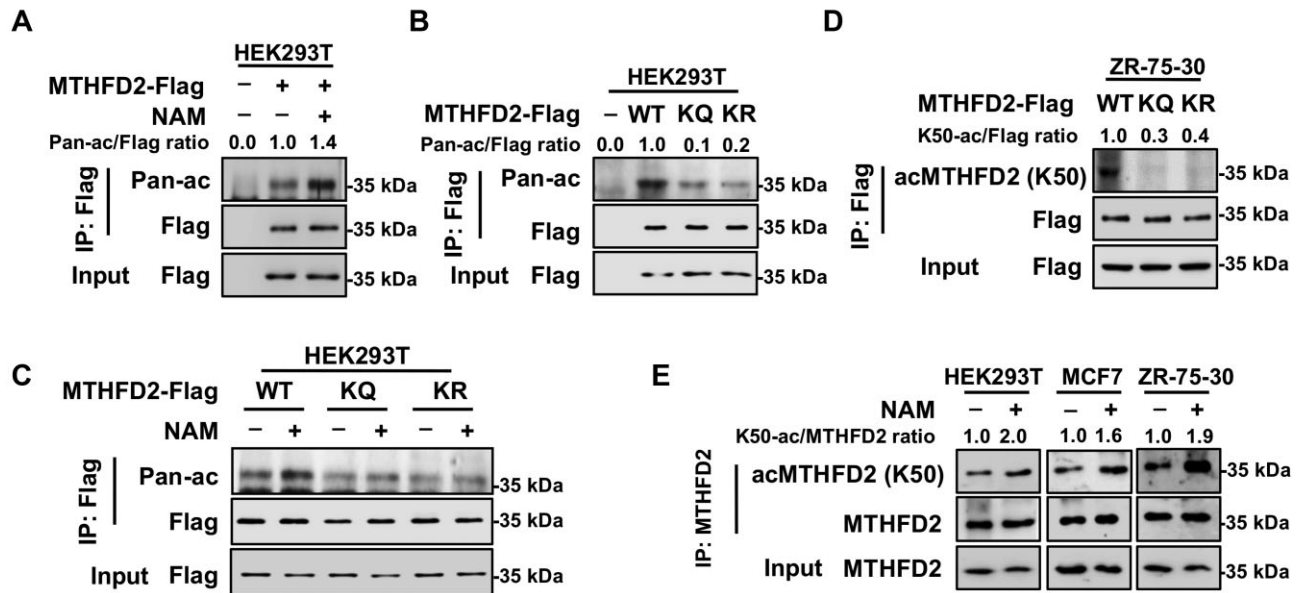 A
HEK293T
MTHFD2-Flag – + +
NAM – – +
Pan-ac/Flag ratio 0.0 1.0 1.4
IP: Flag
Pan-ac -35 kDa
Flag -35 kDa
Input Flag -35 kDa
B
HEK293T
MTHFD2-Flag – WT KQ KR
Pan-ac/Flag ratio 0.0 1.0 0.1 0.2
IP: Flag
Pan-ac -35 kDa
Flag -35 kDa
Input Flag -35 kDa
D
ZR-75-30
MTHFD2-Flag WT KQ KR
K50-ac/Flag ratio 1.0 0.3 0.4
IP: Flag
acMTHFD2 (K50) -35 kDa
Flag -35 kDa
Input Flag -35 kDa
C
HEK293T
MTHFD2-Flag WT KQ KR
NAM – + – + – +
IP: Flag
Pan-ac -35 kDa
Flag -35 kDa
Input Flag -35 kDa
E
HEK293T MCF7 ZR-75-30
NAM – + – + – +
K50-ac/MTHFD2 ratio 1.0 2.0 1.0 1.6 1.0 1.9
IP: MTHFD2
acMTHFD2 (K50) -35 kDa
MTHFD2 -35 kDa
Input MTHFD2 -35 kDa